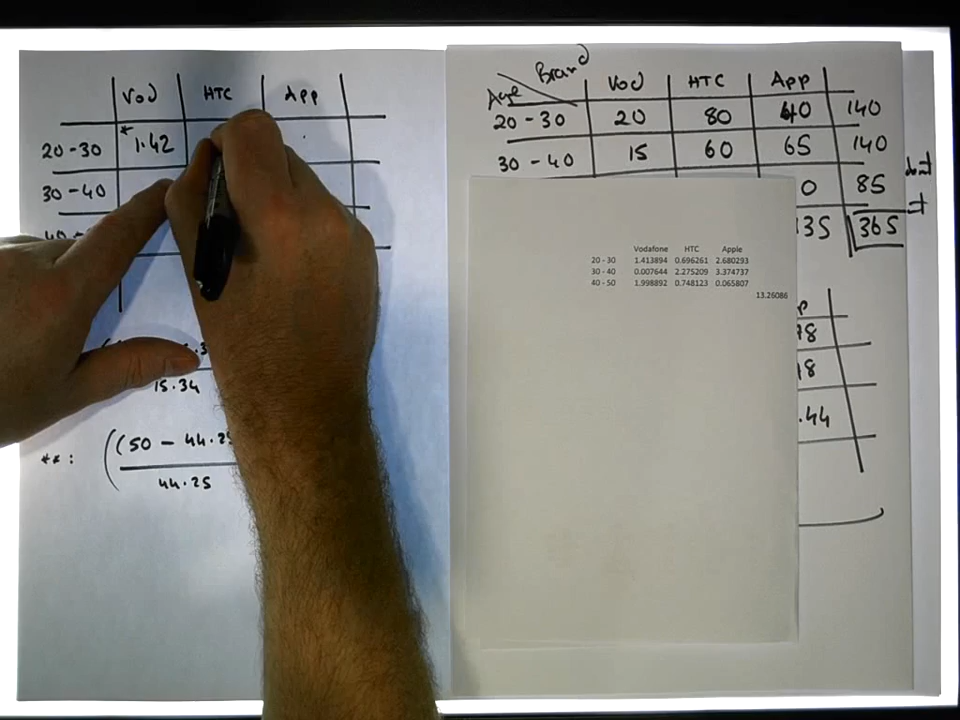 Vod HTC App
20-30 * 1.42
30-40
15.34
**: ((50 - 44.25
44.25
Age Brand Vod HTC App
20-30 20 80 40 140
30-40 15 60 65 140
0 85
35 365
Vodafone HTC Apple
20 - 30 1.413894 0.696261 2.680293
30 - 40 0.007644 2.275209 3.374737
40 - 50 1.998892 0.748123 0.065807
13.26086
78
.44